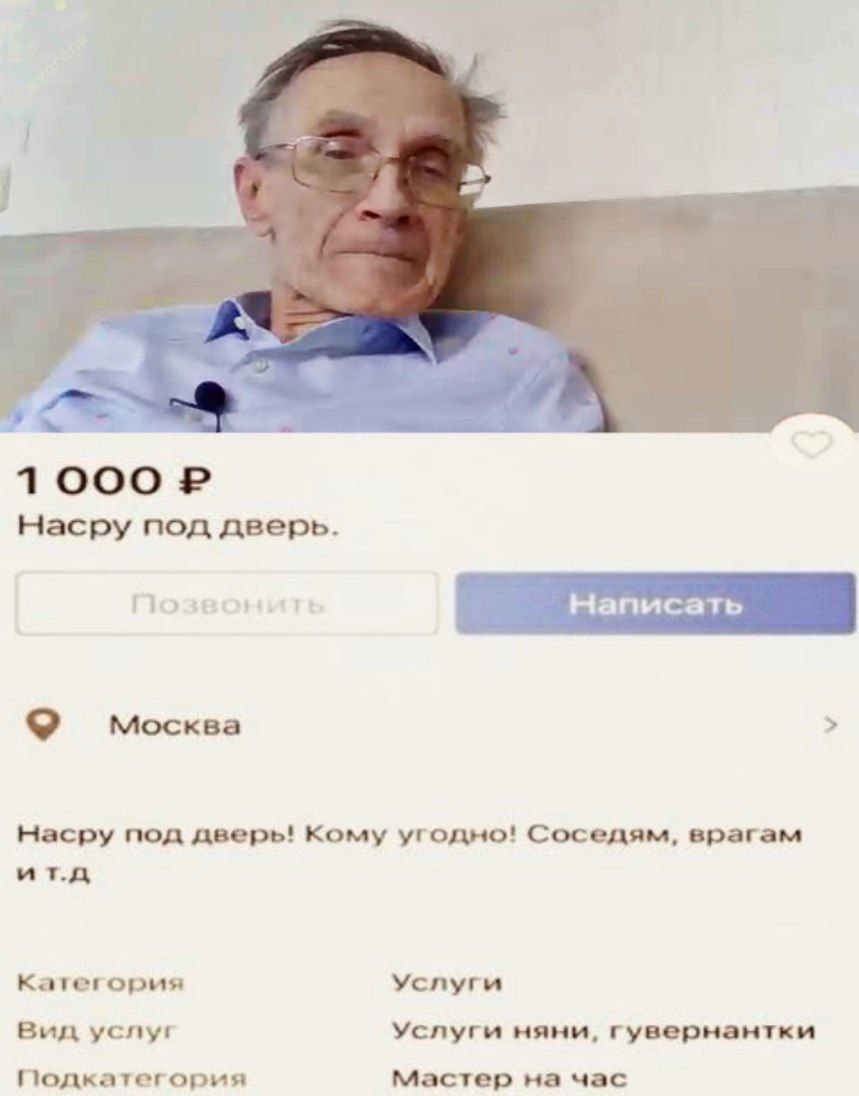 1 000 ₽
Насру под дверь.
Позвонить
Написать
Москва
Насру под дверь! Кому угодно! Соседям, врагам
и т.д
Категория Услуги
Вид услуг Услуги няни, гувернантки
Подкатегория Мастер на час